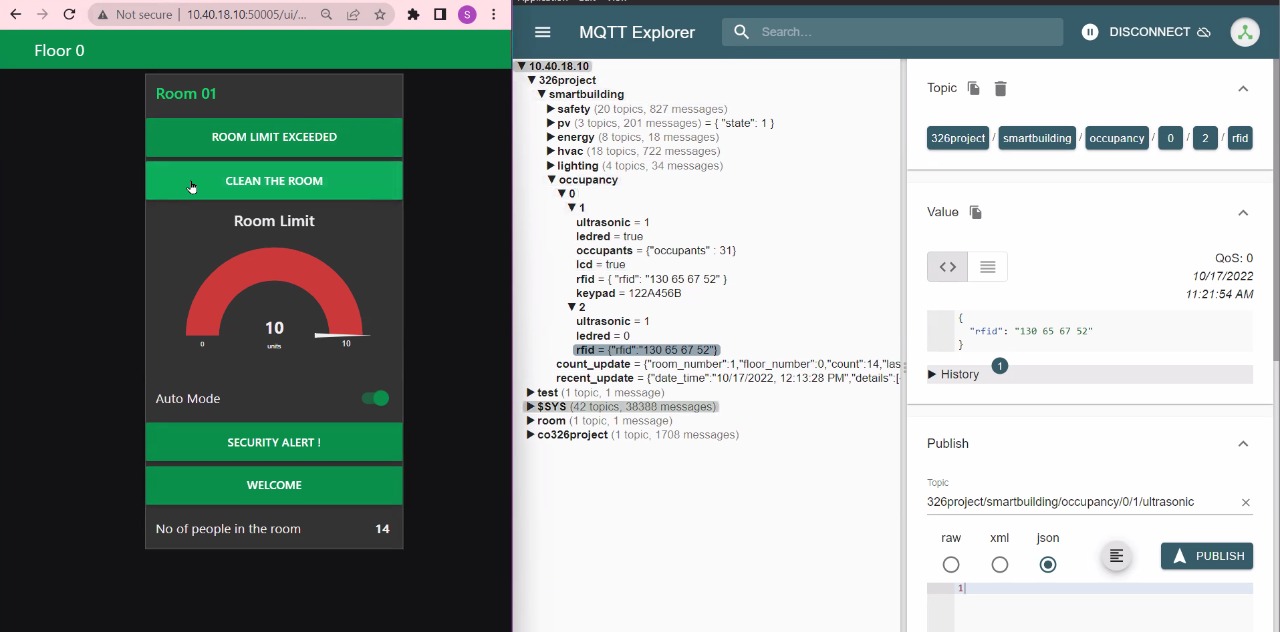 Not secure | 10.40.18.10:50005/ui/...
S
Floor 0
Room 01
ROOM LIMIT EXCEEDED
CLEAN THE ROOM
Room Limit
10
units
0
10
Auto Mode
SECURITY ALERT !
WELCOME
No of people in the room 14
MQTT Explorer
Search...
DISCONNECT
▼ 10.40.18.10
▼ 326project
▼ smartbuilding
▶ safety (20 topics, 827 messages)
▶ pv (3 topics, 201 messages) = { "state": 1 }
▶ energy (8 topics, 18 messages)
▶ hvac (18 topics, 722 messages)
▶ lighting (4 topics, 34 messages)
▼ occupancy
▼ 0
▼ 1
ultrasonic = 1
ledred = true
occupants = {"occupants" : 31}
lcd = true
rfid = { "rfid": "130 65 67 52" }
keypad = 122A456B
▼ 2
ultrasonic = 1
ledred = 0
rfid = {"rfid":"130 65 67 52"}
count_update = {"room_number":1,"floor_number":0,"count":14,"las
recent_update = {"date_time":"10/17/2022, 12:13:28 PM","details":[
▶ test (1 topic, 1 message)
▶ $SYS (42 topics, 38388 messages)
▶ room (1 topic, 1 message)
▶ co326project (1 topic, 1708 messages)
Topic
326project / smartbuilding / occupancy / 0 / 2 / rfid
Value
QoS: 0
10/17/2022
11:21:54 AM
{
"rfid": "130 65 67 52"
}
▶ History 1
Publish
Topic
326project/smartbuilding/occupancy/0/1/ultrasonic
raw xml json
PUBLISH
1